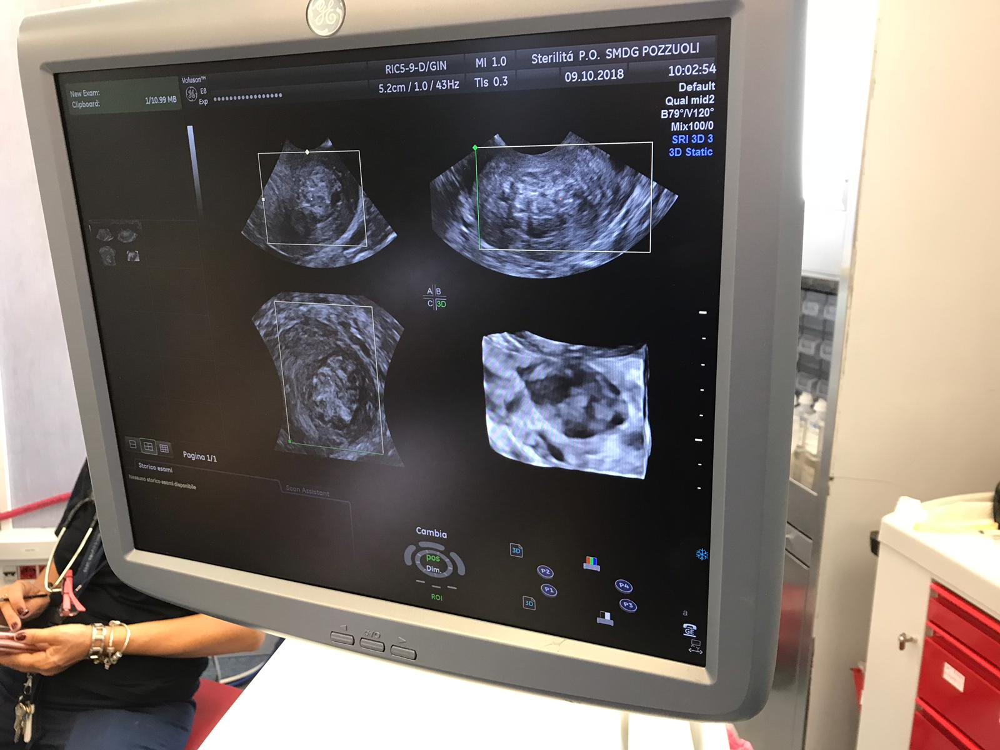 GE
New Exam:
Clipboard:
1/10.99 MB
Voluson™
GE
E8
Exp
RIC5-9-D/GIN
5.2cm / 1.0 / 43Hz
MI 1.0
TIs 0.3
Sterilitá P.O. SMDG POZZUOLI
09.10.2018
10:02:54
Default
Qual mid2
B79°/V120°
Mix100/0
SRI 3D 3
3D Static
A B
C 3D
Pagina 1/1
Storico esami
Nessuno storico esami disponibile
Scan Assistant
Cambia
pos
Dim.
ROI
3D
P2
P1
3D
P4
P3
a
GE